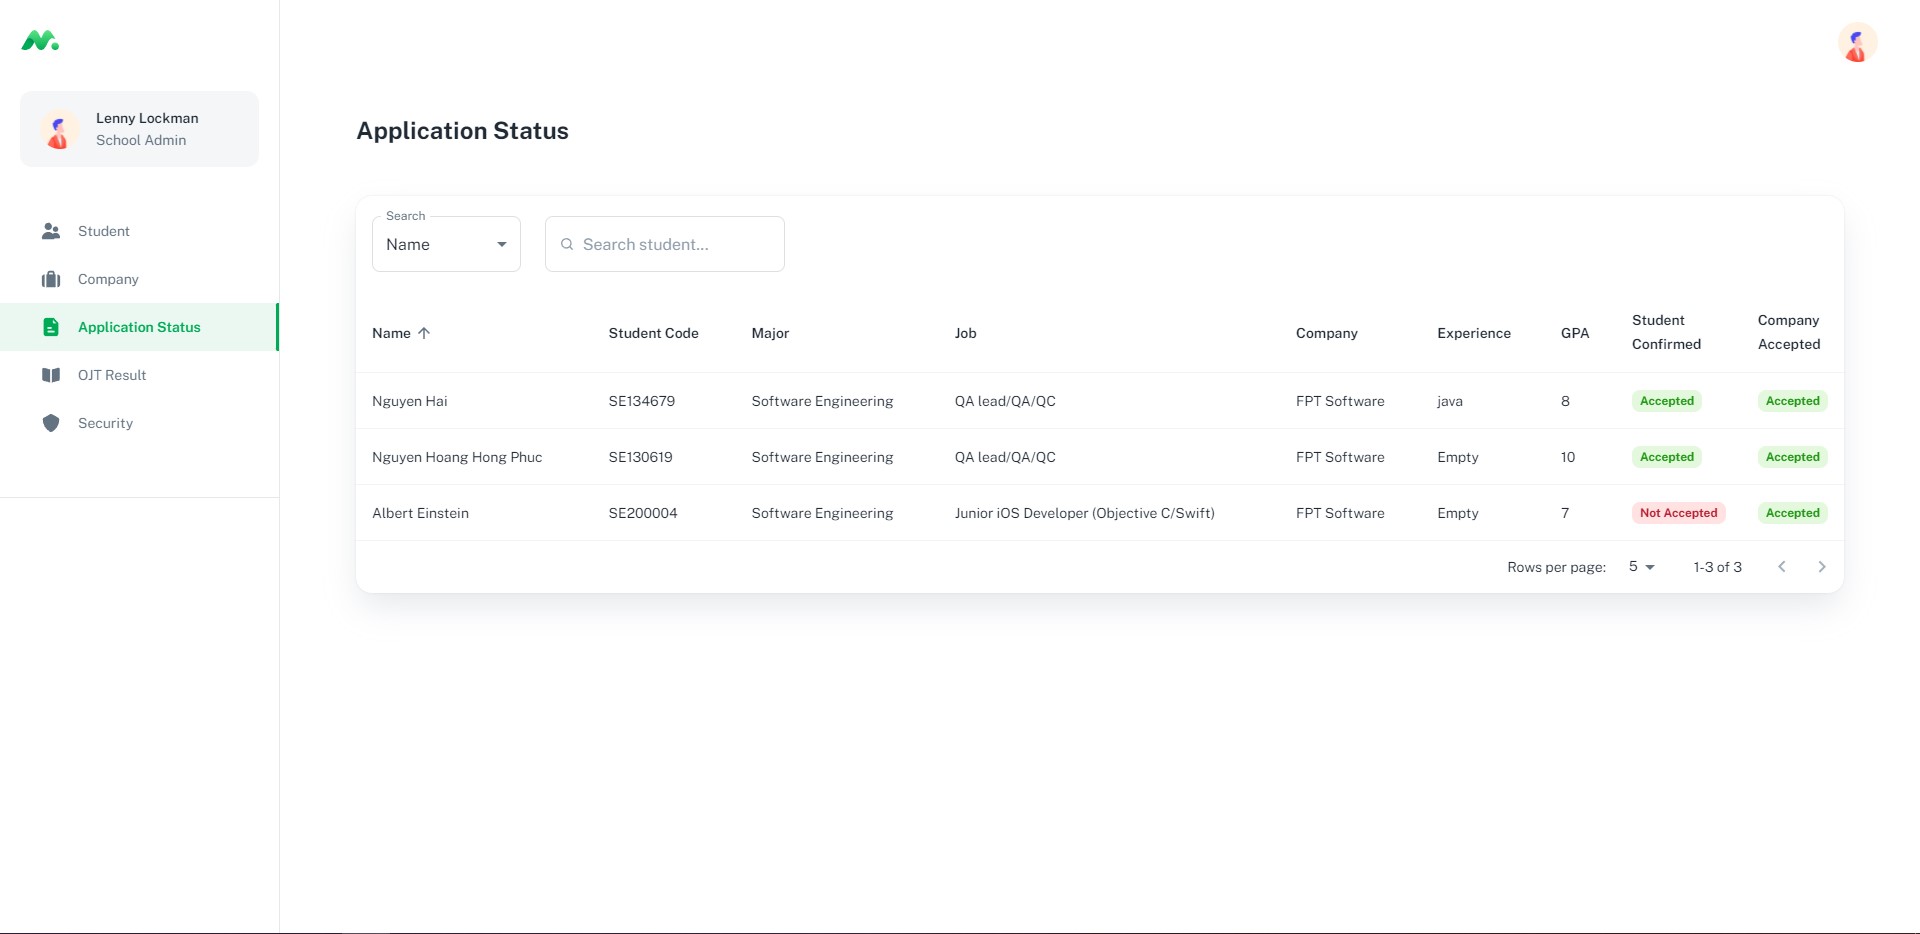 Lenny Lockman
School Admin
Student
Company
Application Status
OJT Result
Security
Application Status
Search
Name
Search student...
Name Student Code Major Job Company Experience GPA Student Confirmed Company Accepted
Nguyen Hai SE134679 Software Engineering QA lead/QA/QC FPT Software java 8 Accepted Accepted
Nguyen Hoang Hong Phuc SE130619 Software Engineering QA lead/QA/QC FPT Software Empty 10 Accepted Accepted
Albert Einstein SE200004 Software Engineering Junior iOS Developer (Objective C/Swift) FPT Software Empty 7 Not Accepted Accepted
Rows per page: 5 1-3 of 3